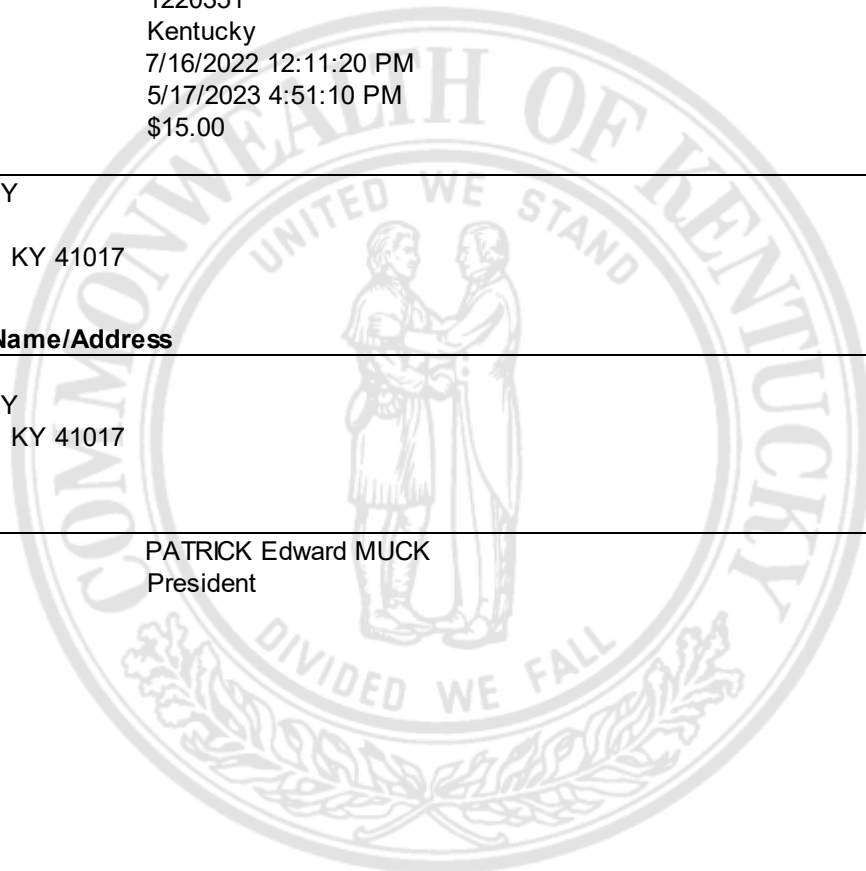 1220351
Kentucky
7/16/2022 12:11:20 PM
5/17/2023 4:51:10 PM
$15.00
Y
KY 41017
Name/Address
Y
KY 41017
PATRICK Edward MUCK
President
COMMONWEALTH OF KENTUCKY
UNITED WE STAND
DIVIDED WE FALL